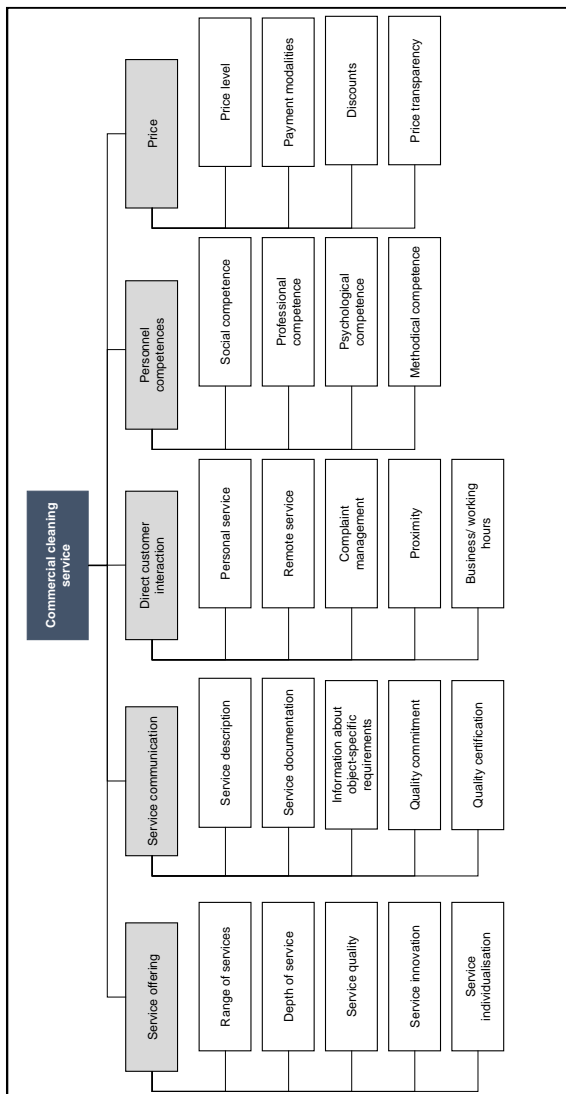 Commercial cleaning
service
Service offering
Range of services
Depth of service
Service quality
Service innovation
Service
individualisation
Service communication
Service description
Service documentation
Information about
object-specific
requirements
Quality commitment
Quality certification
Direct customer
interaction
Personal service
Remote service
Complaint
management
Proximity
Business/ working
hours
Personnel
competences
Social competence
Professional
competence
Psychological
competence
Methodical competence
Price
Price level
Payment modalities
Discounts
Price transparency